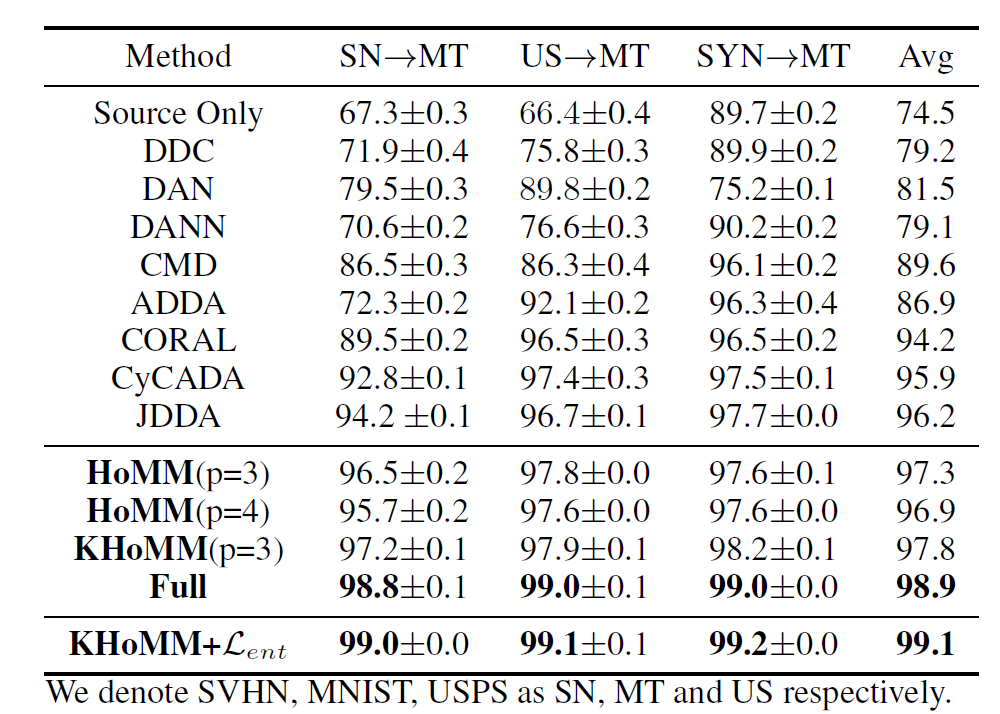 Method SN→MT US→MT SYN→MT Avg
Source Only 67.3±0.3 66.4±0.4 89.7±0.2 74.5
DDC 71.9±0.4 75.8±0.3 89.9±0.2 79.2
DAN 79.5±0.3 89.8±0.2 75.2±0.1 81.5
DANN 70.6±0.2 76.6±0.3 90.2±0.2 79.1
CMD 86.5±0.3 86.3±0.4 96.1±0.2 89.6
ADDA 72.3±0.2 92.1±0.2 96.3±0.4 86.9
CORAL 89.5±0.2 96.5±0.3 96.5±0.2 94.2
CyCADA 92.8±0.1 97.4±0.3 97.5±0.1 95.9
JDDA 94.2 ±0.1 96.7±0.1 97.7±0.0 96.2
HoMM(p=3) 96.5±0.2 97.8±0.0 97.6±0.1 97.3
HoMM(p=4) 95.7±0.2 97.6±0.0 97.6±0.0 96.9
KHoMM(p=3) 97.2±0.1 97.9±0.1 98.2±0.1 97.8
Full 98.8±0.1 99.0±0.1 99.0±0.0 98.9
KHoMM+ℒent 99.0±0.0 99.1±0.1 99.2±0.0 99.1
We denote SVHN, MNIST, USPS as SN, MT and US respectively.